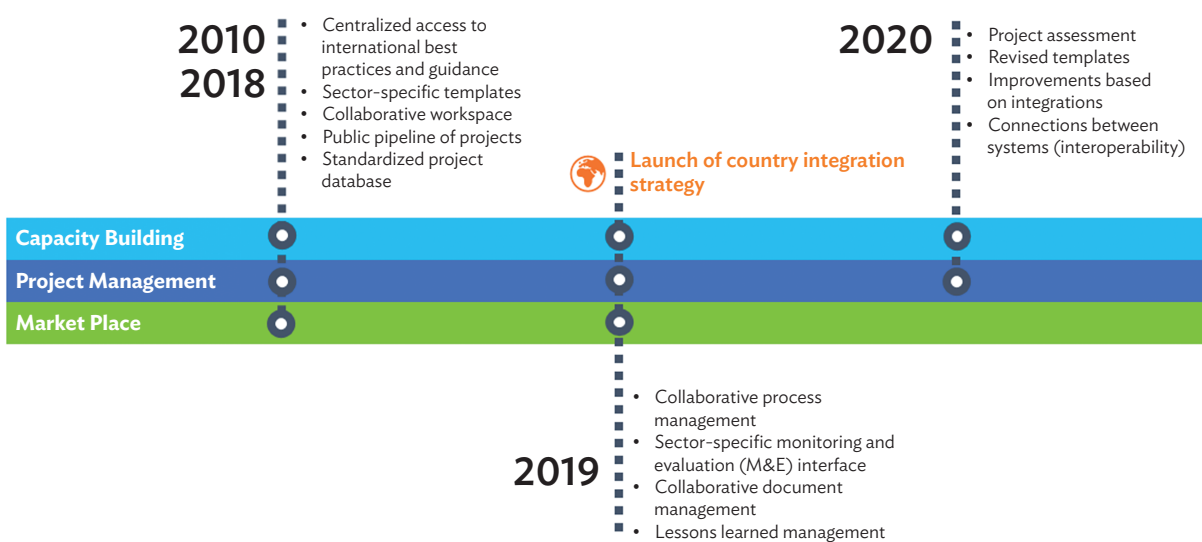 2010
2018
• Centralized access to
international best
practices and guidance
• Sector-specific templates
• Collaborative workspace
• Public pipeline of projects
• Standardized project
database
Launch of country integration
strategy
2020
• Project assessment
• Revised templates
• Improvements based
on integrations
• Connections between
systems (interoperability)
Capacity Building
Project Management
Market Place
2019
• Collaborative process
management
• Sector-specific monitoring and
evaluation (M&E) interface
• Collaborative document
management
• Lessons learned management